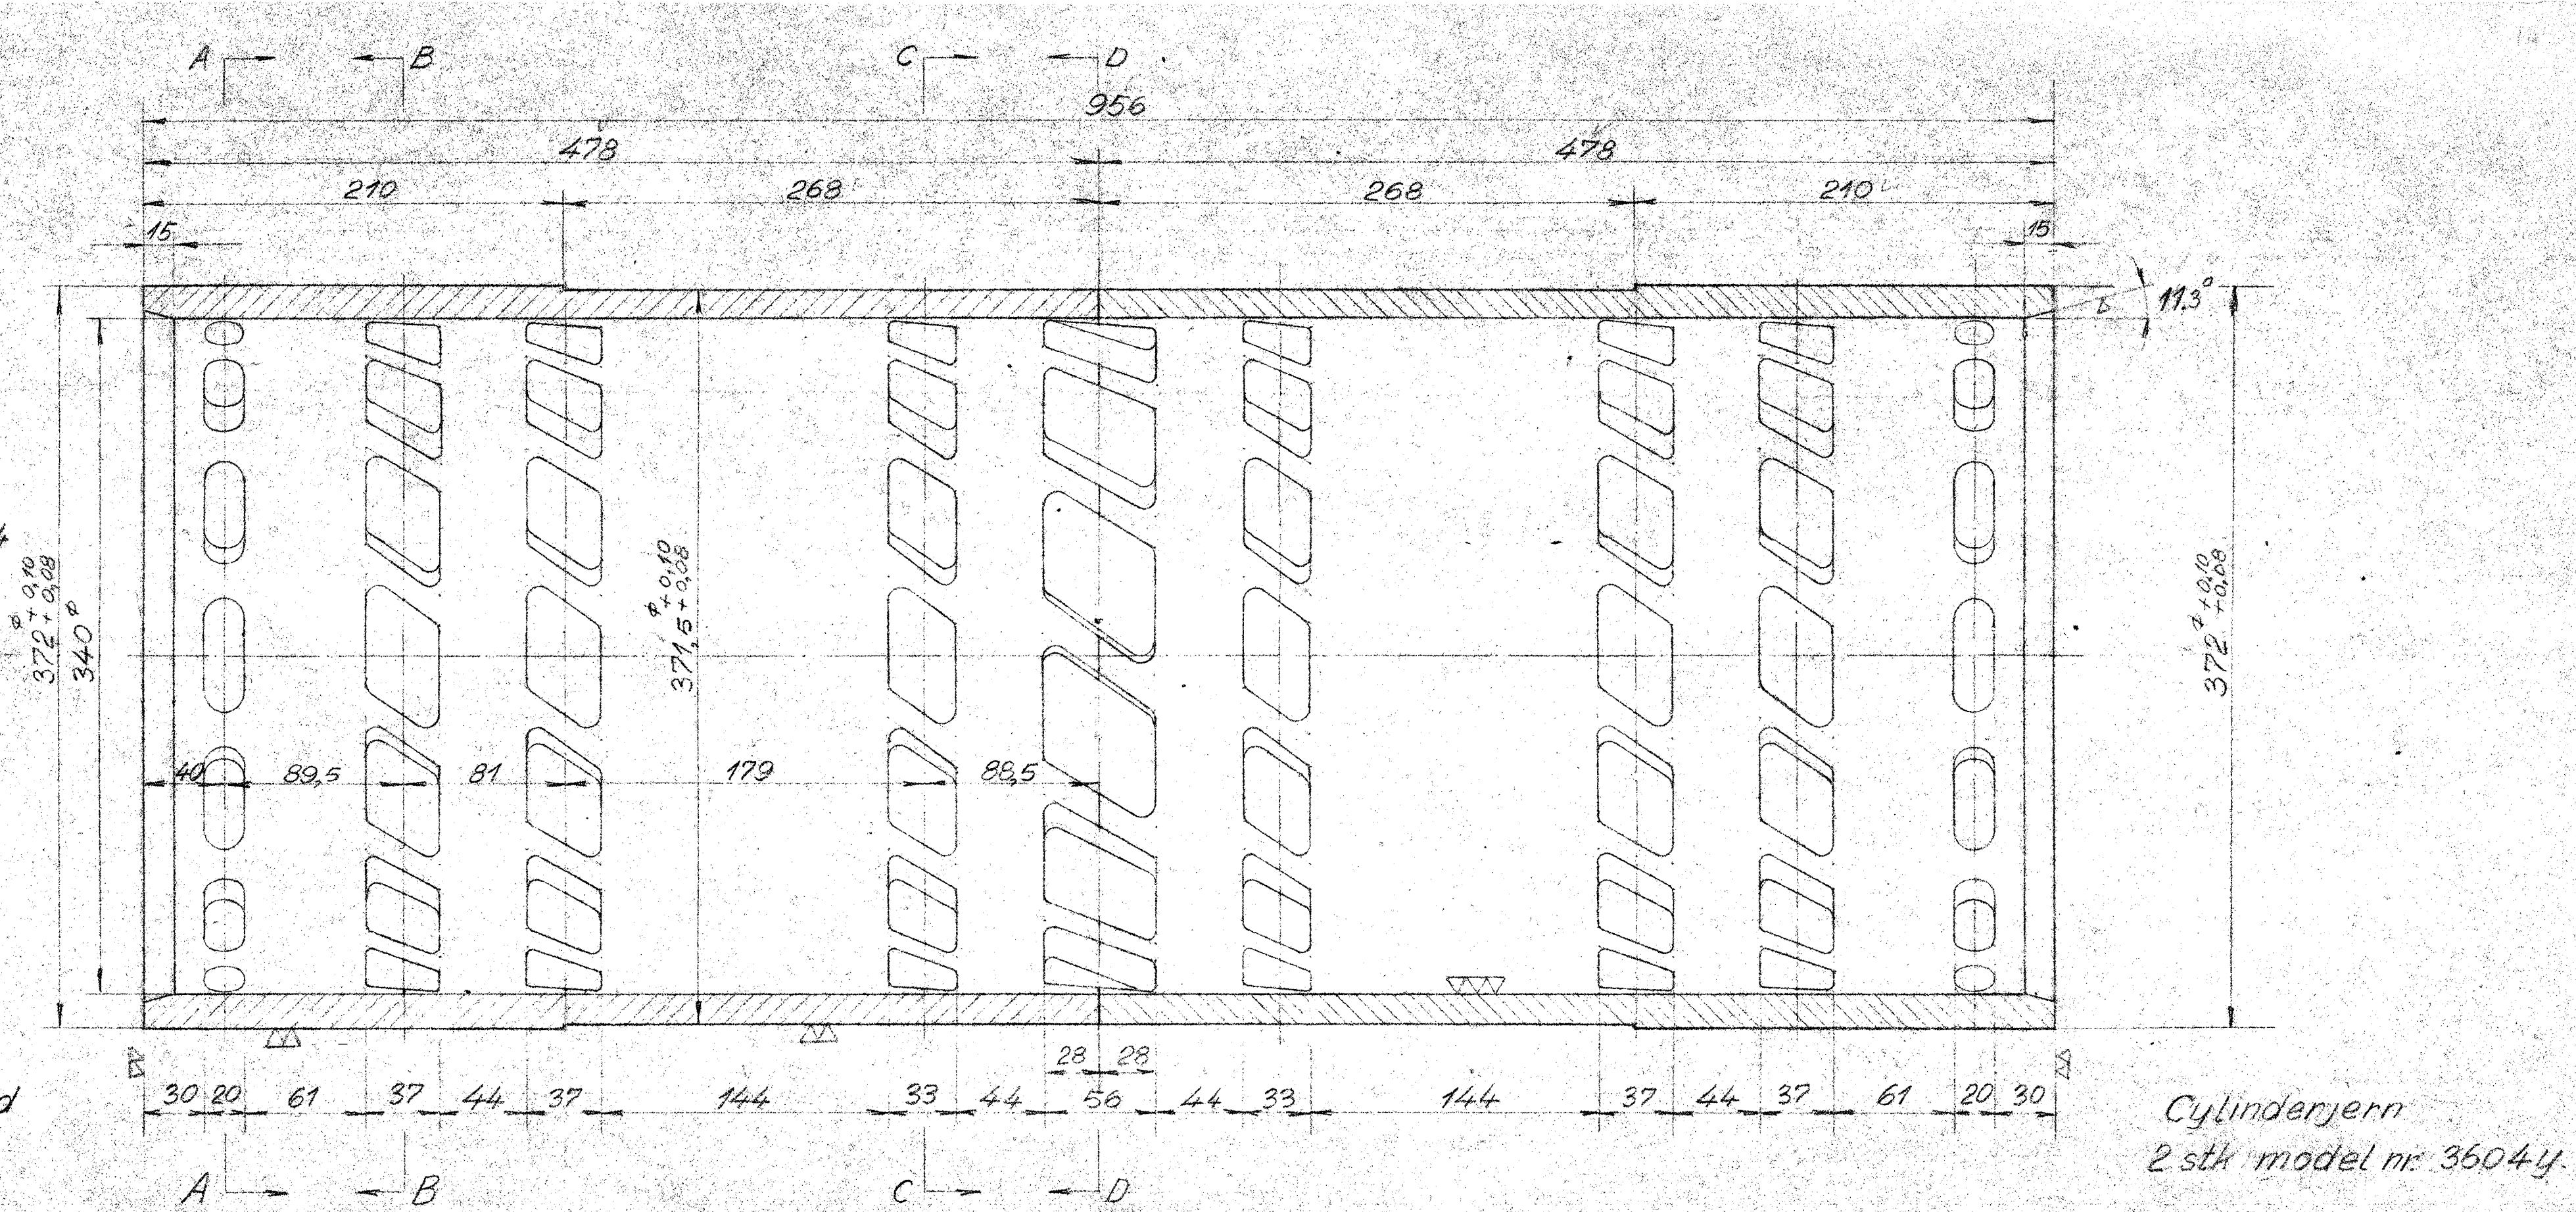 A B C D
956
478 478
210 268 268 210
15 15
11.3°
372 φ +0,10 +0,08
340 φ
371,5 φ +0,10 +0,08
372 φ +0,10 +0,08
40 89,5 81 179 88,5
28 28
30 20 61 37 44 37 144 33 44 56 44 33 144 37 44 37 61 20 30
A B C D
Cylinderjern
2 stk model nr. 3604y.